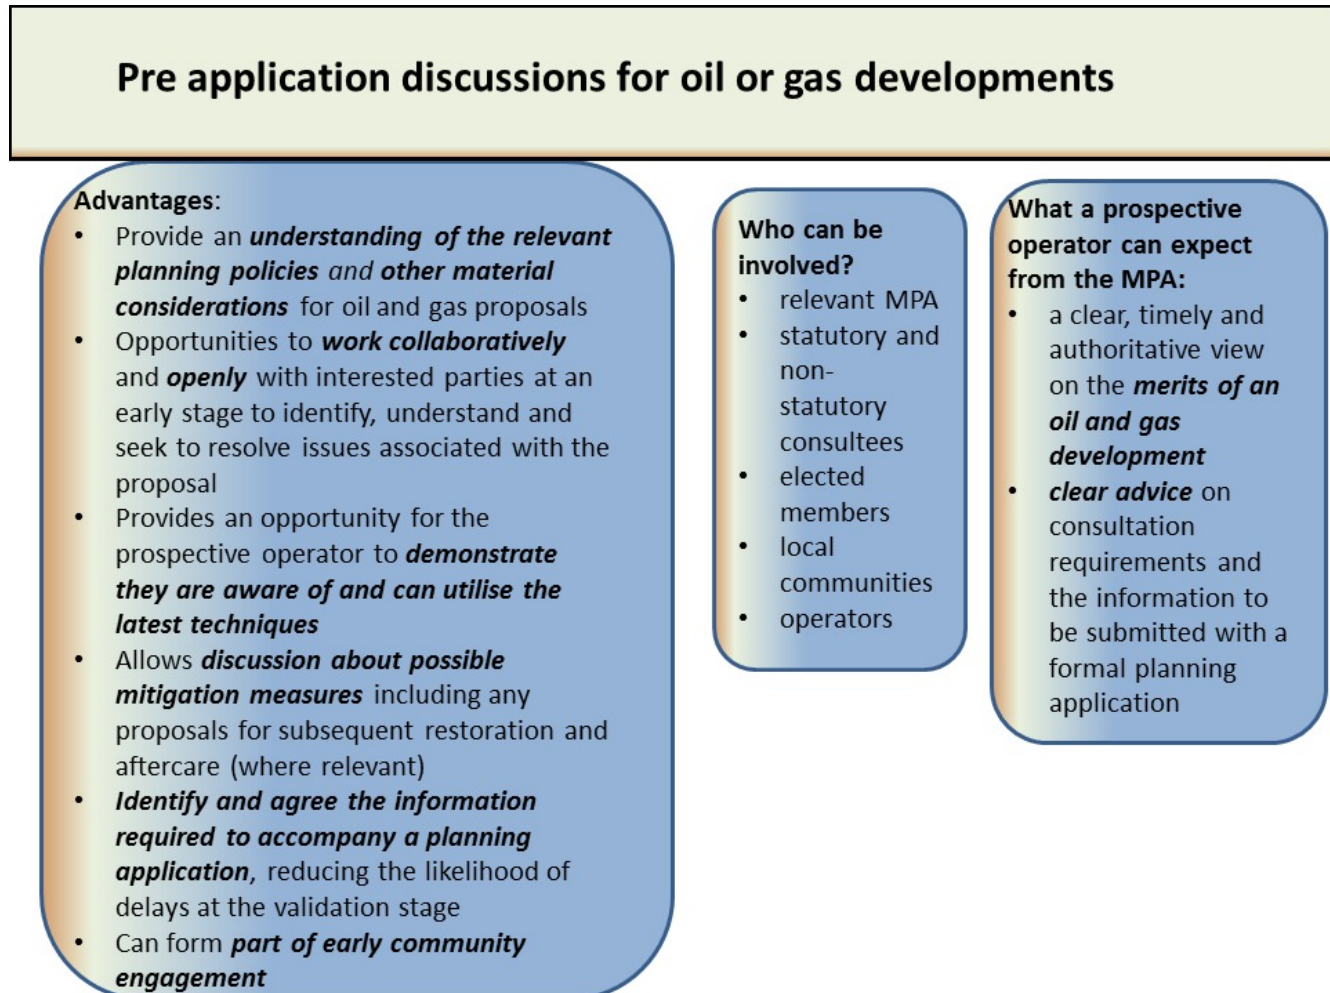 Pre application discussions for oil or gas developments
Advantages:
• Provide an understanding of the relevant
planning policies and other material
considerations for oil and gas proposals
• Opportunities to work collaboratively
and openly with interested parties at an
early stage to identify, understand and
seek to resolve issues associated with the
proposal
• Provides an opportunity for the
prospective operator to demonstrate
they are aware of and can utilise the
latest techniques
• Allows discussion about possible
mitigation measures including any
proposals for subsequent restoration and
aftercare (where relevant)
• Identify and agree the information
required to accompany a planning
application, reducing the likelihood of
delays at the validation stage
• Can form part of early community
engagement
Who can be
involved?
• relevant MPA
• statutory and
non-
statutory
consultees
• elected
members
• local
communities
• operators
What a prospective
operator can expect
from the MPA:
• a clear, timely and
authoritative view
on the merits of an
oil and gas
development
• clear advice on
consultation
requirements and
the information to
be submitted with a
formal planning
application